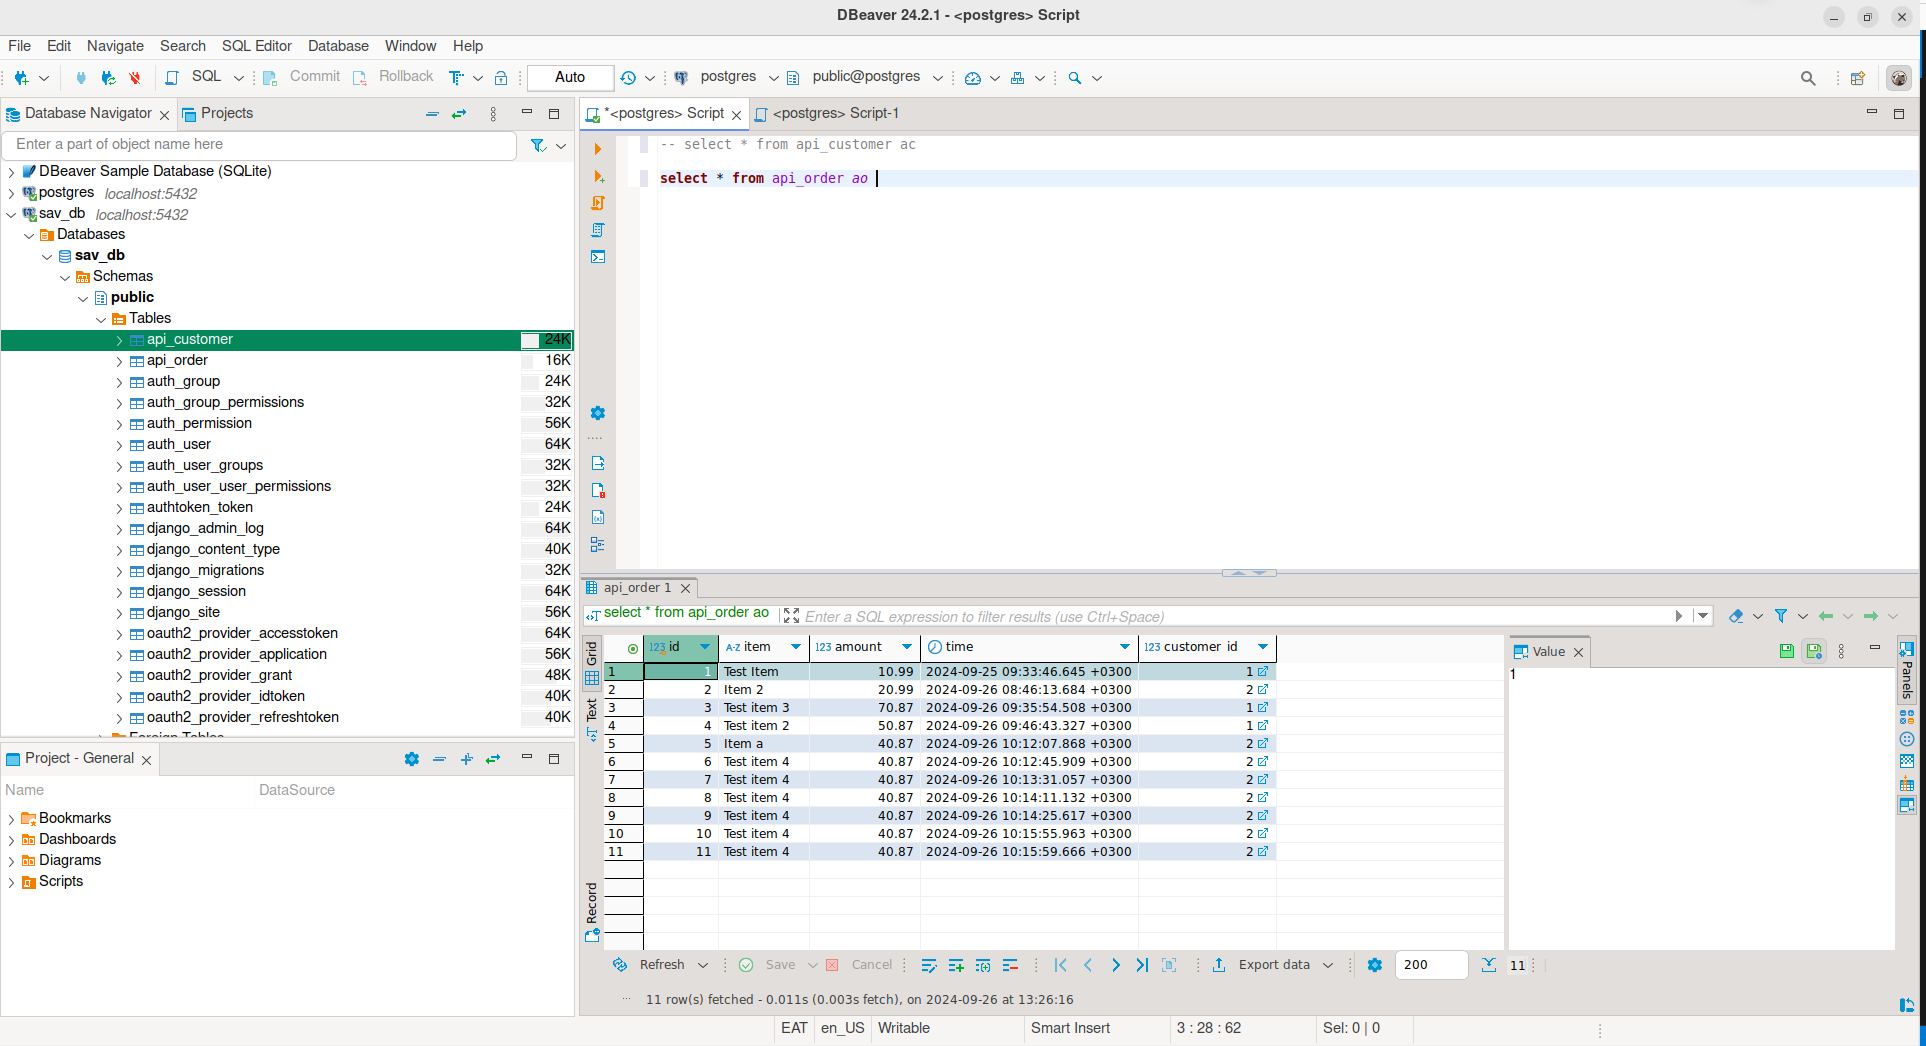 DBeaver 24.2.1 - <postgres> Script
File Edit Navigate Search SQL Editor Database Window Help
SQL Commit Rollback Auto postgres public@postgres
Database Navigator Projects
Enter a part of object name here
DBeaver Sample Database (SQLite)
postgres localhost:5432
sav_db localhost:5432
Databases
sav_db
Schemas
public
Tables
api_customer 24K
api_order 16K
auth_group 24K
auth_group_permissions 32K
auth_permission 56K
auth_user 64K
auth_user_groups 32K
auth_user_user_permissions 32K
authtoken_token 24K
django_admin_log 64K
django_content_type 40K
django_migrations 32K
django_session 64K
django_site 56K
oauth2_provider_accesstoken 64K
oauth2_provider_application 56K
oauth2_provider_grant 48K
oauth2_provider_idtoken 40K
oauth2_provider_refreshtoken 40K
Foreign Tables
Project - General
Name DataSource
Bookmarks
Dashboards
Diagrams
Scripts
*<postgres> Script <postgres> Script-1
-- select * from api_customer ac
select * from api_order ao
api_order 1
select * from api_order ao Enter a SQL expression to filter results (use Ctrl+Space)
Grid
Text
Record
123 id A-Z item 123 amount time 123 customer_id
1 1 Test Item 10.99 2024-09-25 09:33:46.645 +0300 1
2 2 Item 2 20.99 2024-09-26 08:46:13.684 +0300 2
3 3 Test item 3 70.87 2024-09-26 09:35:54.508 +0300 1
4 4 Test item 2 50.87 2024-09-26 09:46:43.327 +0300 1
5 5 Item a 40.87 2024-09-26 10:12:07.868 +0300 2
6 6 Test item 4 40.87 2024-09-26 10:12:45.909 +0300 2
7 7 Test item 4 40.87 2024-09-26 10:13:31.057 +0300 2
8 8 Test item 4 40.87 2024-09-26 10:14:11.132 +0300 2
9 9 Test item 4 40.87 2024-09-26 10:14:25.617 +0300 2
10 10 Test item 4 40.87 2024-09-26 10:15:55.963 +0300 2
11 11 Test item 4 40.87 2024-09-26 10:15:59.666 +0300 2
Value
1
Panels
Refresh Save Cancel Export data 200 11
11 row(s) fetched - 0.011s (0.003s fetch), on 2024-09-26 at 13:26:16
EAT en_US Writable Smart Insert 3 : 28 : 62 Sel: 0 | 0